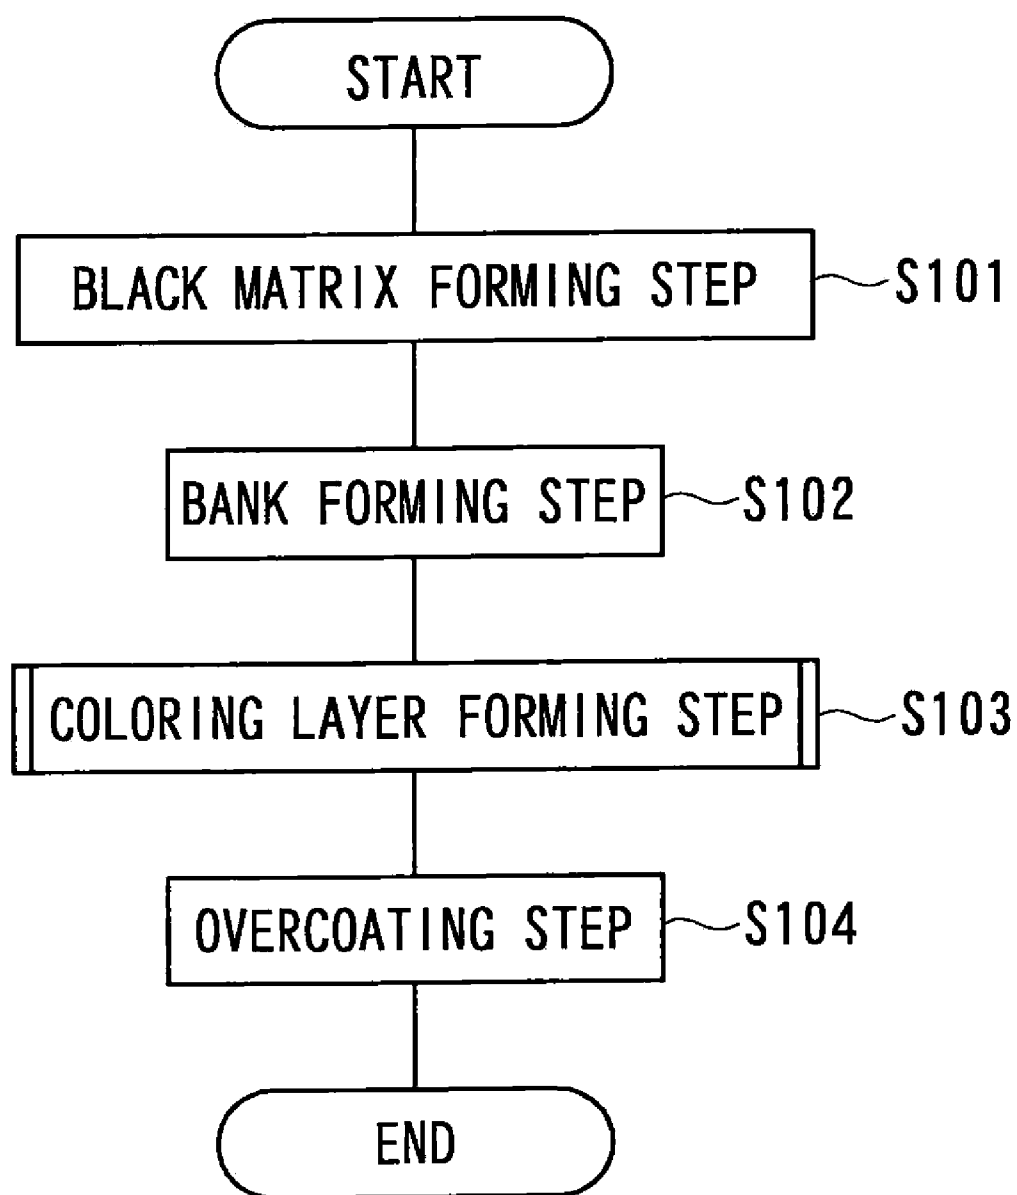 START
BLACK MATRIX FORMING STEP S101
BANK FORMING STEP S102
COLORING LAYER FORMING STEP S103
OVERCOATING STEP S104
END